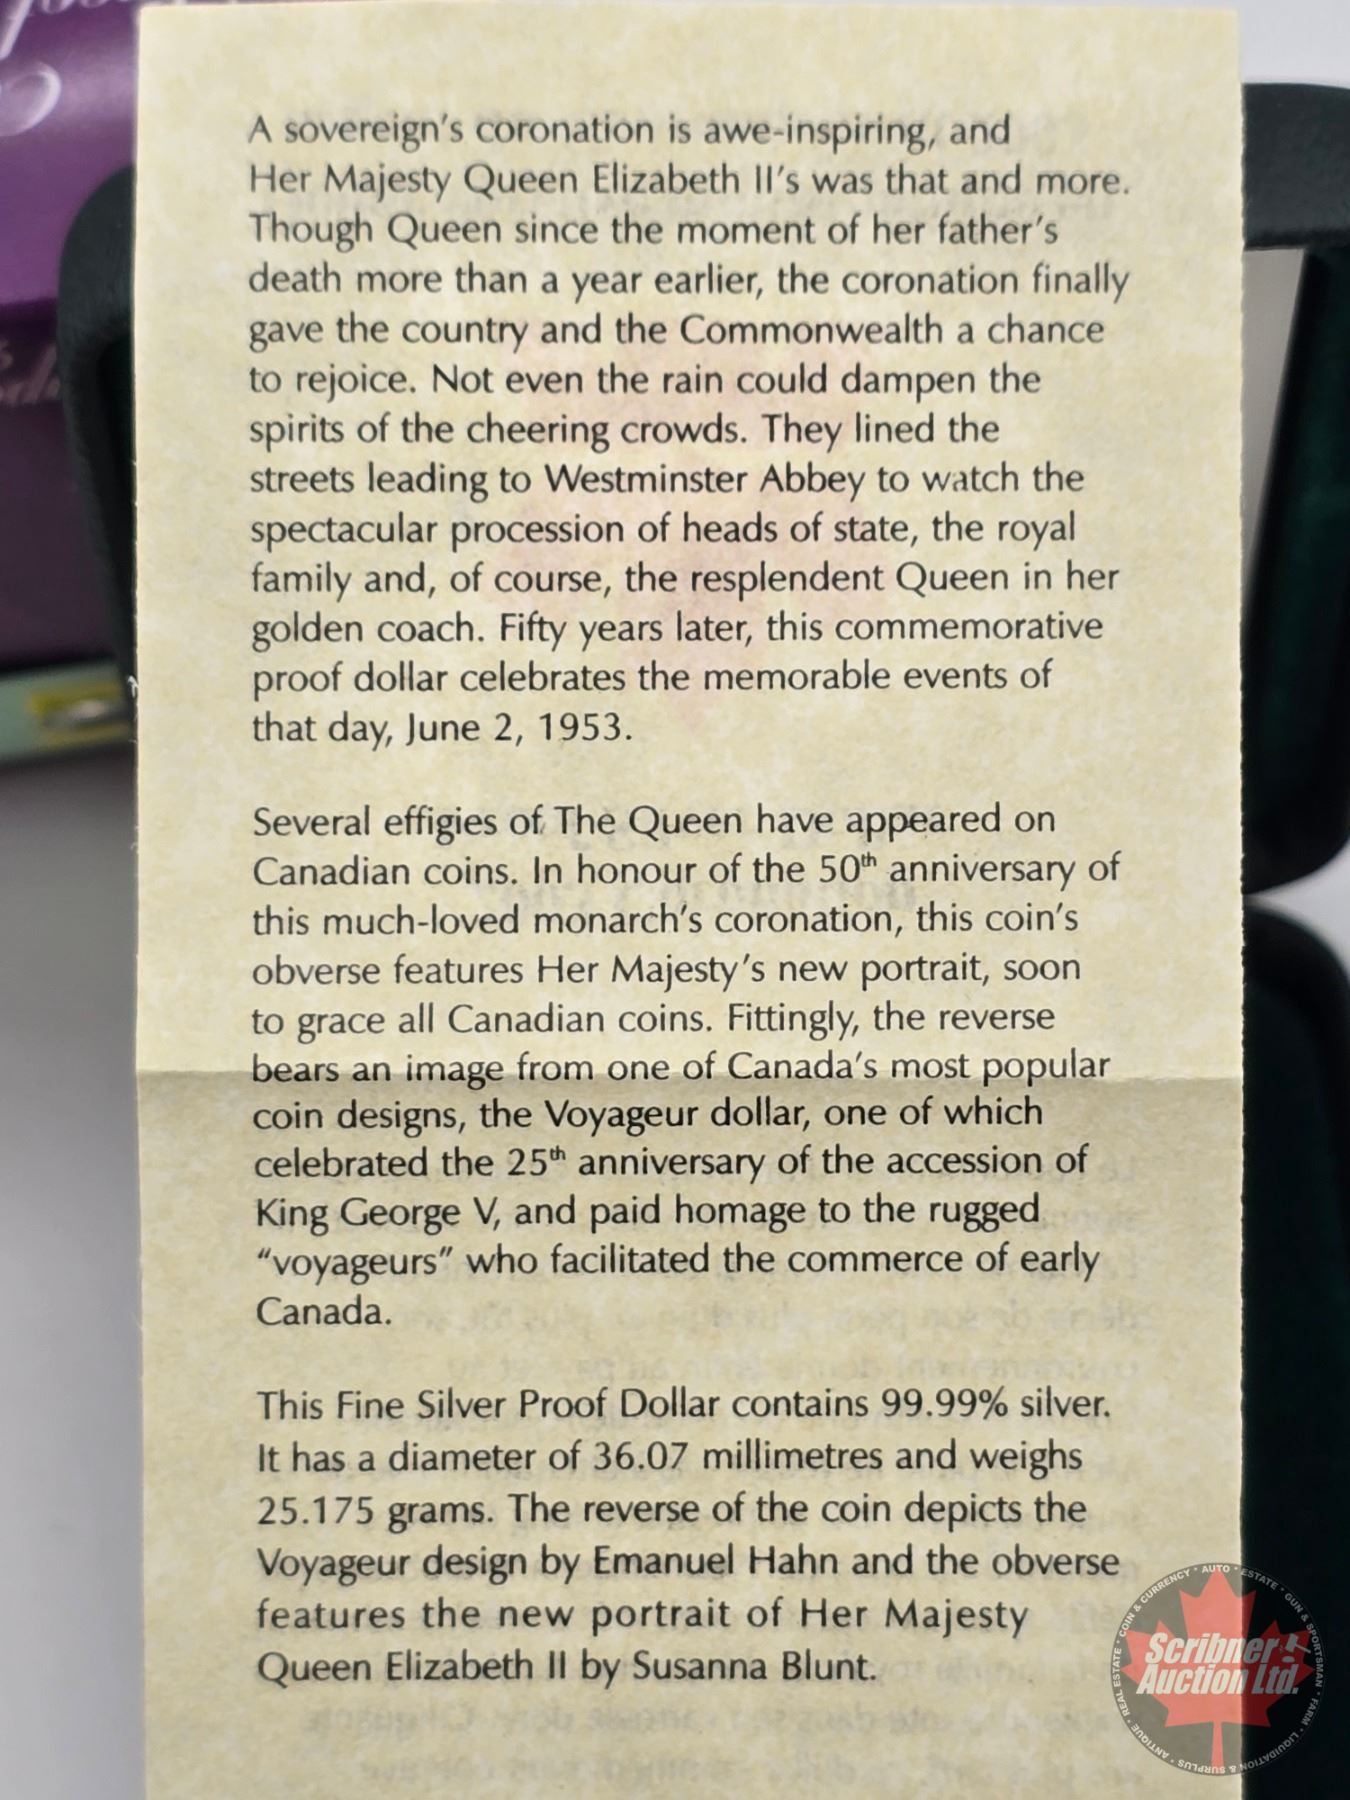 A sovereign's coronation is awe-inspiring, and
Her Majesty Queen Elizabeth II's was that and more.
Though Queen since the moment of her father's
death more than a year earlier, the coronation finally
gave the country and the Commonwealth a chance
to rejoice. Not even the rain could dampen the
spirits of the cheering crowds. They lined the
streets leading to Westminster Abbey to watch the
spectacular procession of heads of state, the royal
family and, of course, the resplendent Queen in her
golden coach. Fifty years later, this commemorative
proof dollar celebrates the memorable events of
that day, June 2, 1953.
Several effigies of The Queen have appeared on
Canadian coins. In honour of the 50th anniversary of
this much-loved monarch's coronation, this coin's
obverse features Her Majesty's new portrait, soon
to grace all Canadian coins. Fittingly, the reverse
bears an image from one of Canada's most popular
coin designs, the Voyageur dollar, one of which
celebrated the 25th anniversary of the accession of
King George V, and paid homage to the rugged
"voyageurs" who facilitated the commerce of early
Canada.
This Fine Silver Proof Dollar contains 99.99% silver.
It has a diameter of 36.07 millimetres and weighs
25.175 grams. The reverse of the coin depicts the
Voyageur design by Emanuel Hahn and the obverse
features the new portrait of Her Majesty
Queen Elizabeth II by Susanna Blunt.
Scribner
Auction Ltd.
ANTIQUE • REAL ESTATE • COIN & CURRENCY • AUTO • ESTATE • GUN & SPORTSMAN • FARM • LIQUIDATION & SURPLUS •